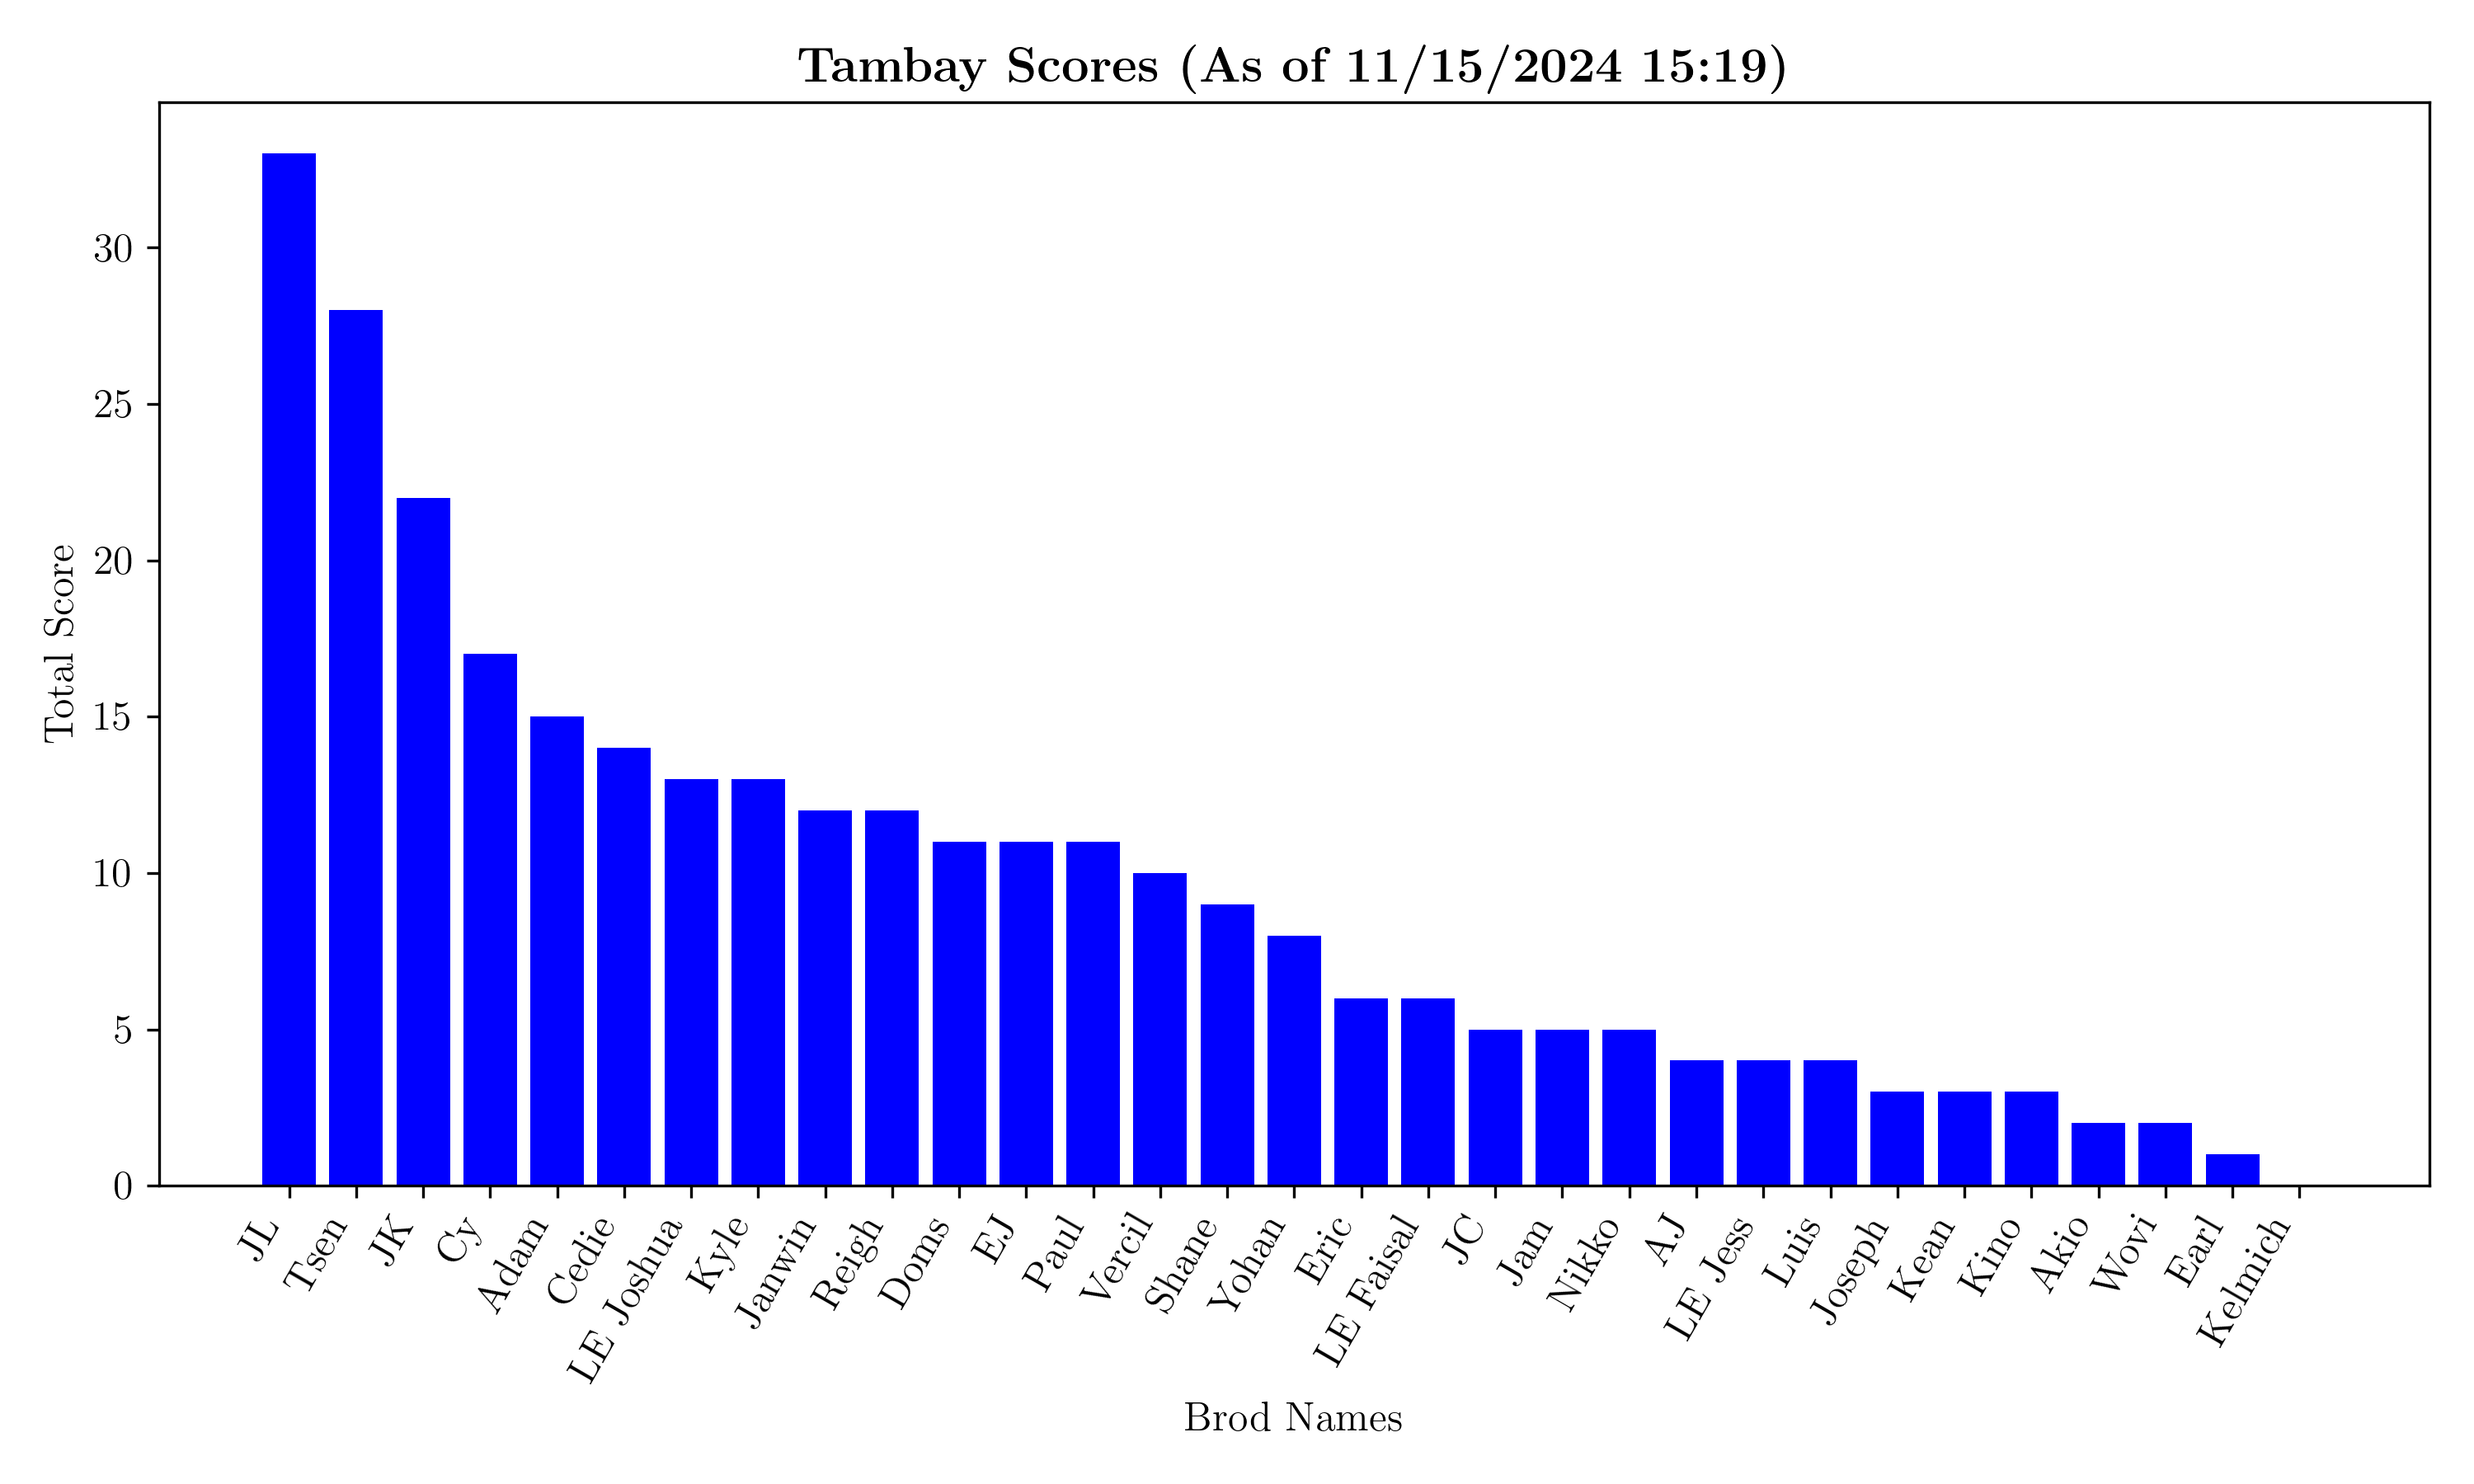 Tambay Scores (As of 11/15/2024 15:19)
Total Score
30
25
20
15
10
5
0
JL
Tsen
JK
Cy
Adam
Cedie
LE Joshua
Kyle
Janwin
Reigh
Doms
EJ
Paul
Vercil
Shane
Yohan
Eric
LE Faisal
JC
Jam
Nikko
AJ
LE Jess
Luis
Joseph
Kean
Kino
Akio
Wovi
Earl
Kelmich
Brod Names